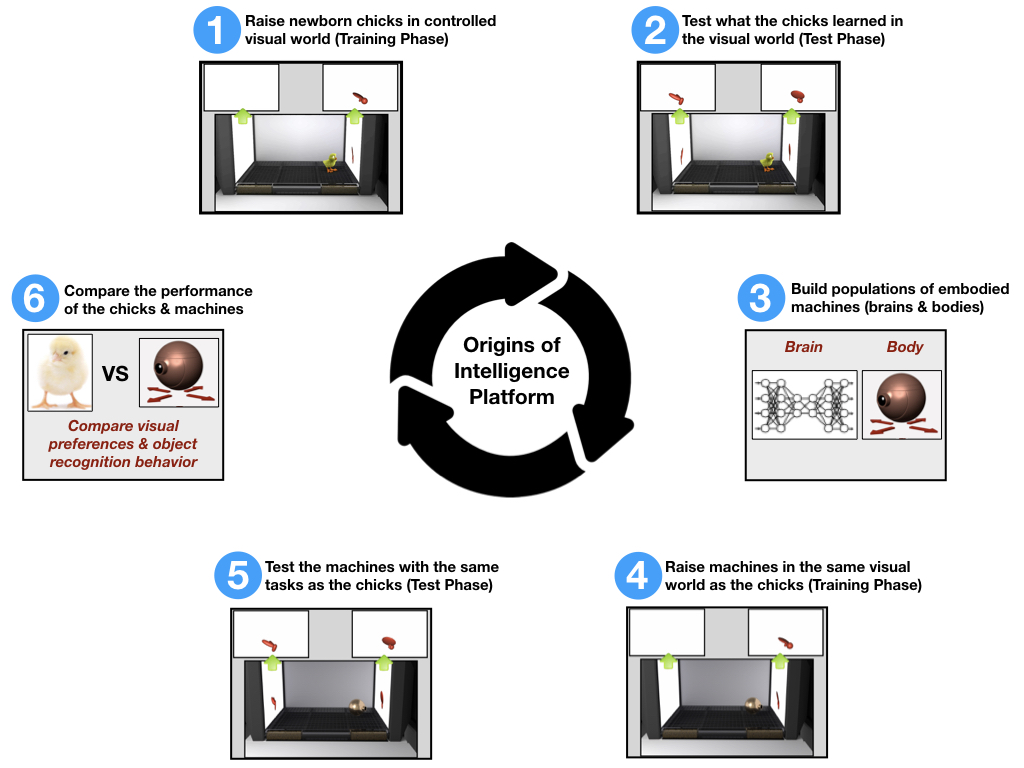 1
Raise newborn chicks in controlled
visual world (Training Phase)
2
Test what the chicks learned in
the visual world (Test Phase)
3
Build populations of embodied
machines (brains & bodies)
Brain
Body
4
Raise machines in the same visual
world as the chicks (Training Phase)
5
Test the machines with the same
tasks as the chicks (Test Phase)
6
Compare the performance
of the chicks & machines
VS
Compare visual
preferences & object
recognition behavior
Origins of
Intelligence
Platform